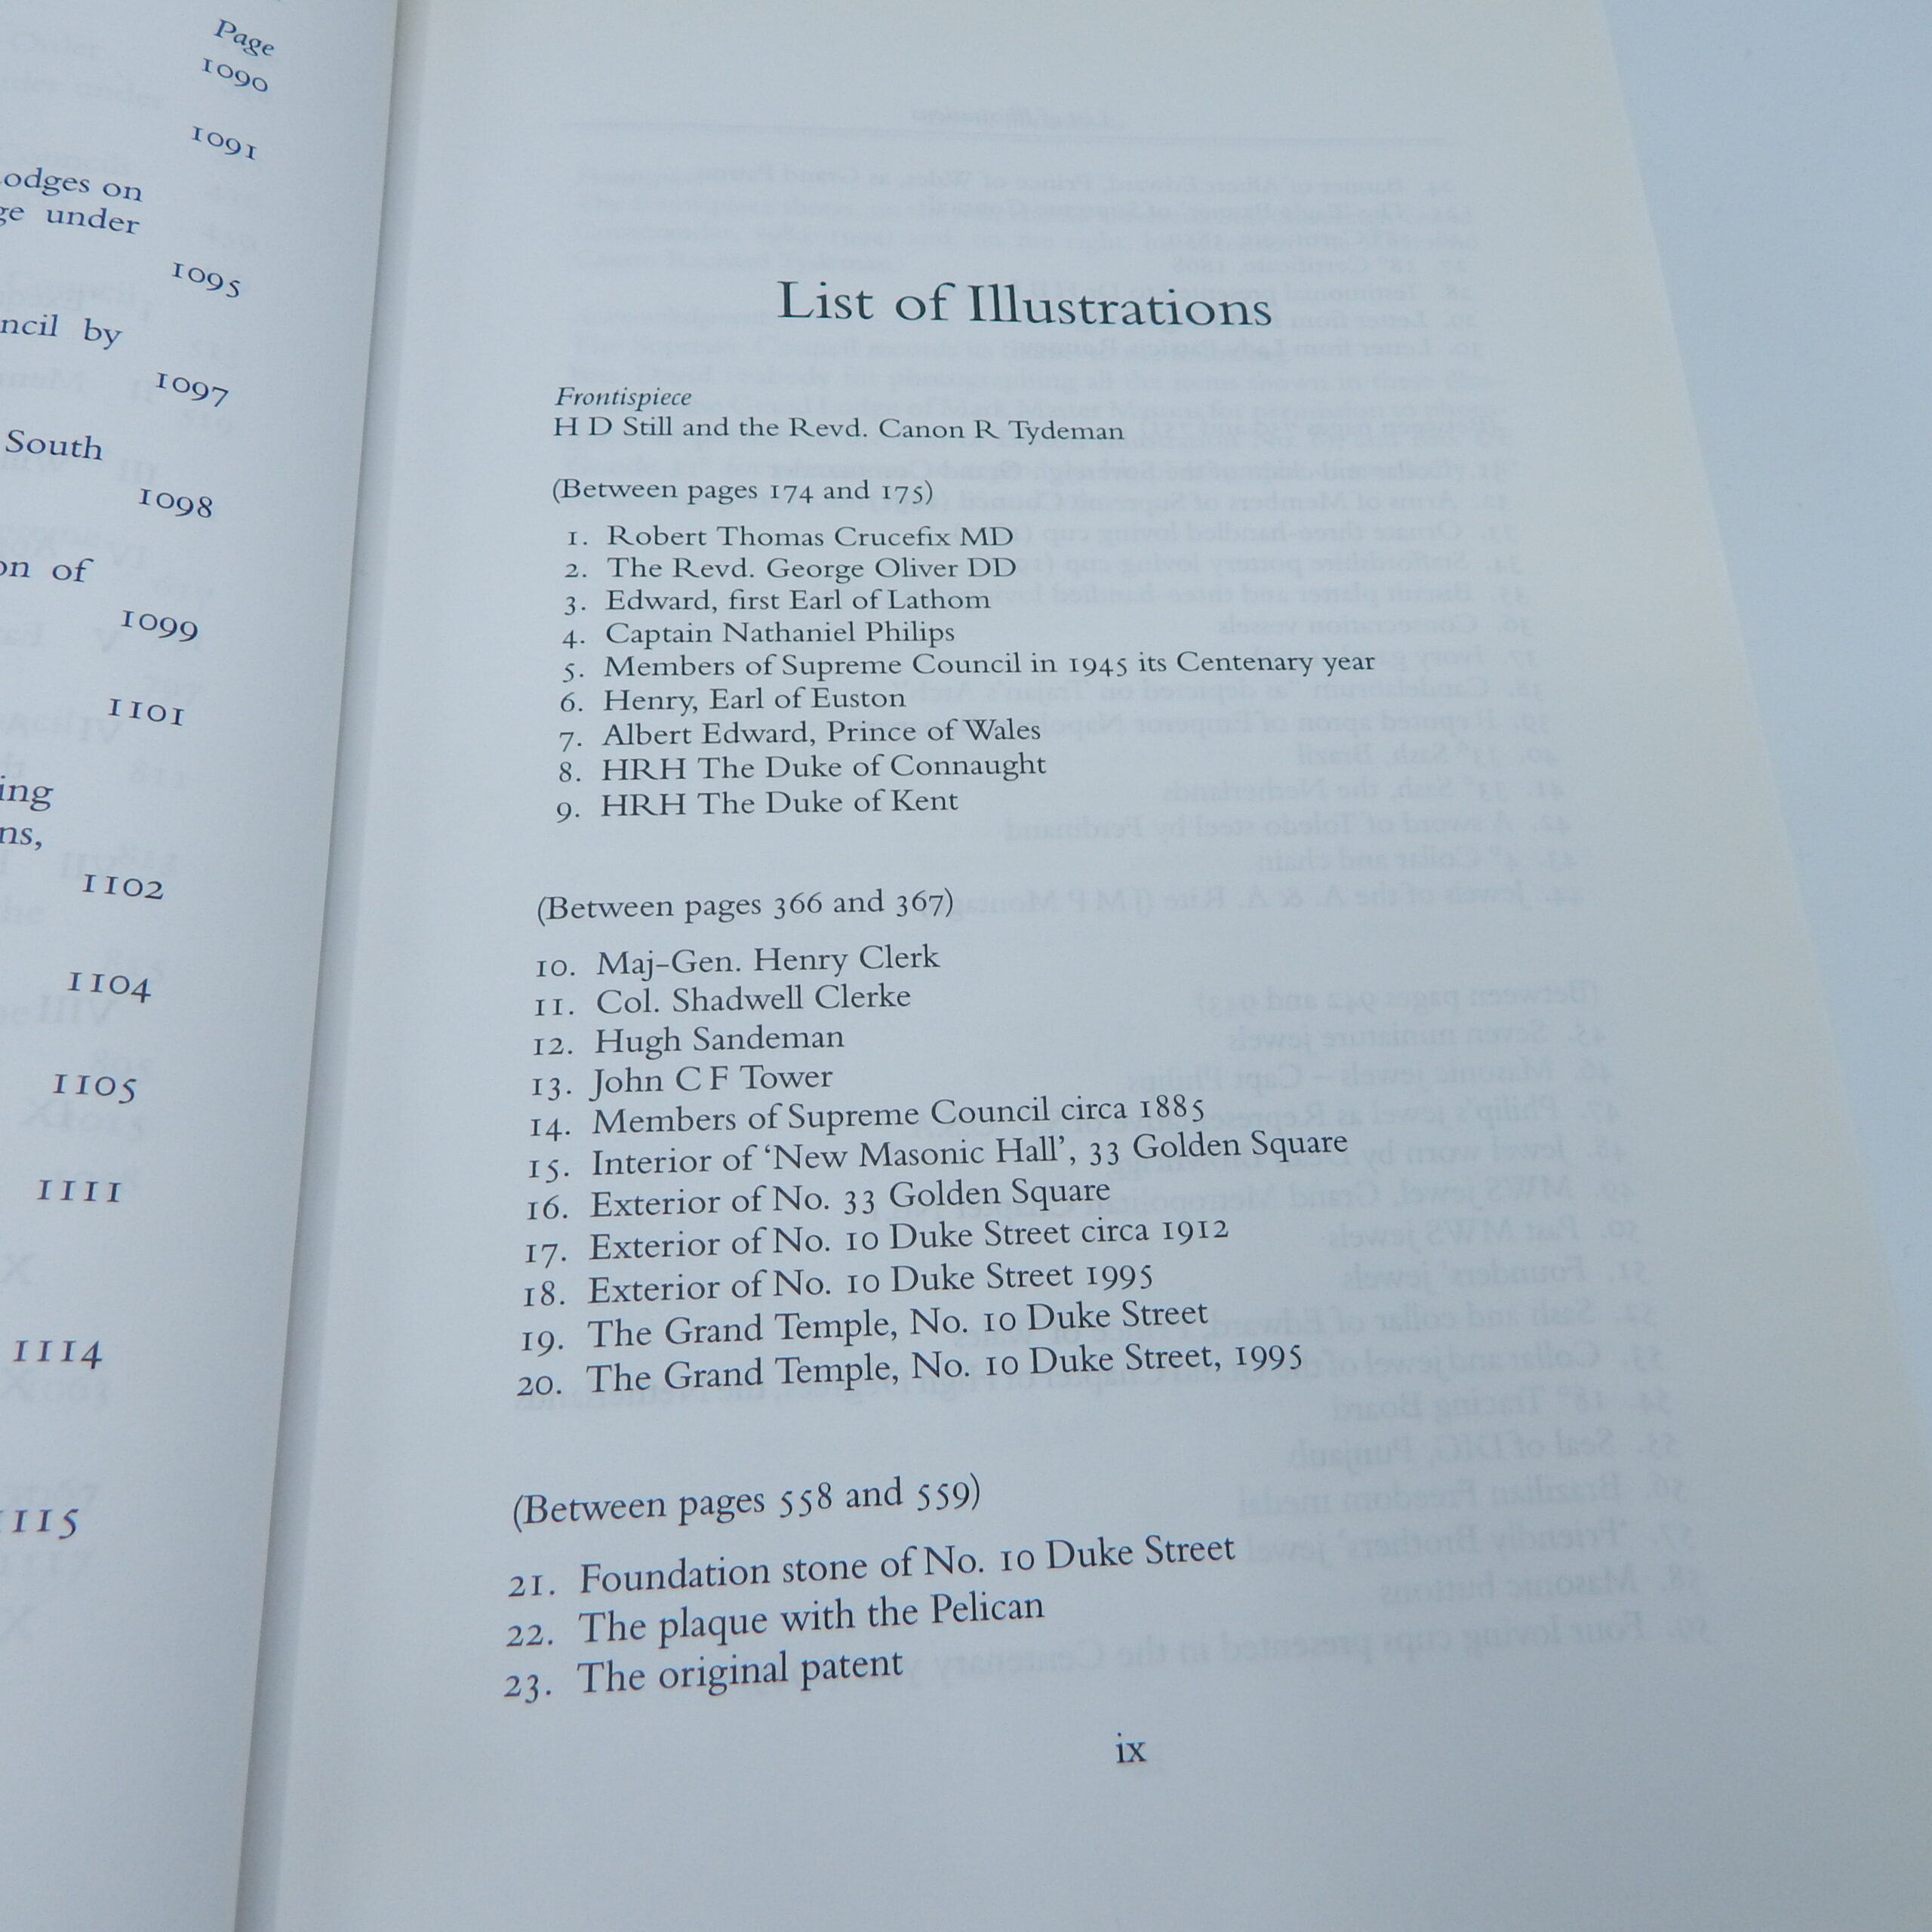 Page
1090
1091
odges on
ge under
1095
ncil by
1097
South
1098
on of
1099
1101
ing
ns,
1102
1104
1105
1111
1114
1115
List of Illustrations
Frontispiece
H D Still and the Revd. Canon R Tydeman
(Between pages 174 and 175)
1. Robert Thomas Crucefix MD
2. The Revd. George Oliver DD
3. Edward, first Earl of Lathom
4. Captain Nathaniel Philips
5. Members of Supreme Council in 1945 its Centenary year
6. Henry, Earl of Euston
7. Albert Edward, Prince of Wales
8. HRH The Duke of Connaught
9. HRH The Duke of Kent
(Between pages 366 and 367)
10. Maj-Gen. Henry Clerk
11. Col. Shadwell Clerke
12. Hugh Sandeman
13. John C F Tower
14. Members of Supreme Council circa 1885
15. Interior of ‘New Masonic Hall’, 33 Golden Square
16. Exterior of No. 33 Golden Square
17. Exterior of No. 10 Duke Street circa 1912
18. Exterior of No. 10 Duke Street 1995
19. The Grand Temple, No. 10 Duke Street
20. The Grand Temple, No. 10 Duke Street, 1995
(Between pages 558 and 559)
21. Foundation stone of No. 10 Duke Street
22. The plaque with the Pelican
23. The original patent
ix